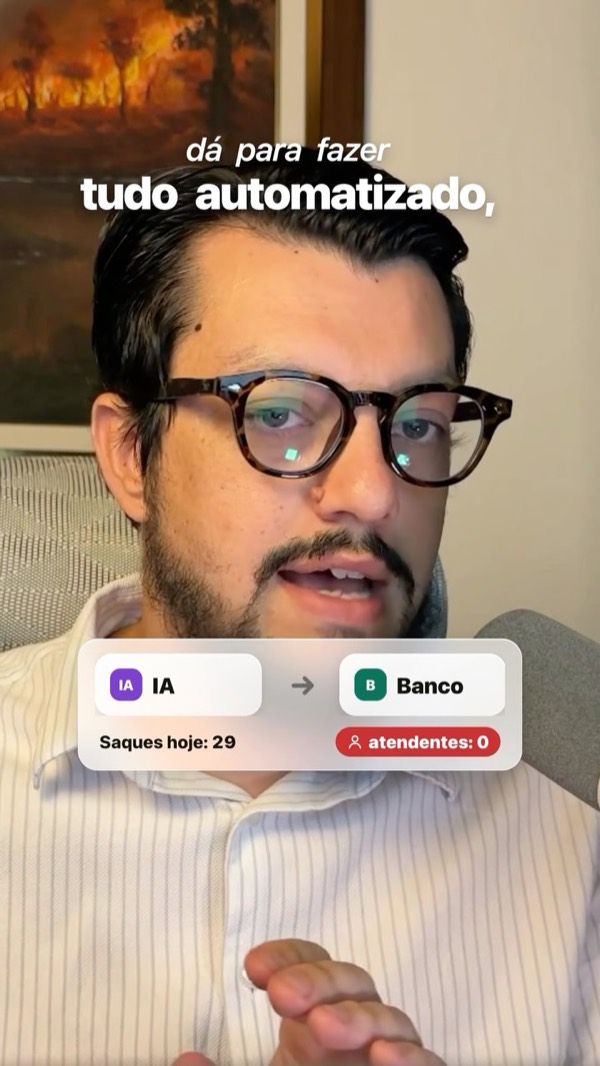 dá para fazer
tudo automatizado,
IA IA → B Banco
Saques hoje: 29 atendentes: 0